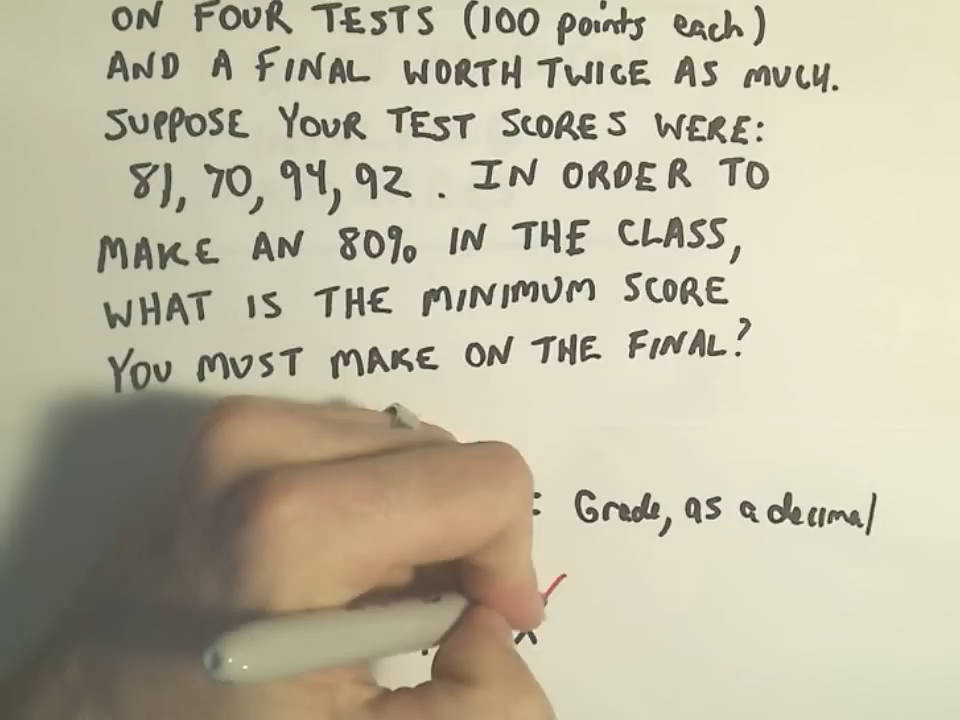 ON FOUR TESTS (100 points each)
AND A FINAL WORTH TWICE AS MUCH.
SUPPOSE YOUR TEST SCORES WERE:
81, 70, 94, 92. IN ORDER TO
MAKE AN 80% IN THE CLASS,
WHAT IS THE MINIMUM SCORE
YOU MUST MAKE ON THE FINAL?
= Grade, as a decimal
X